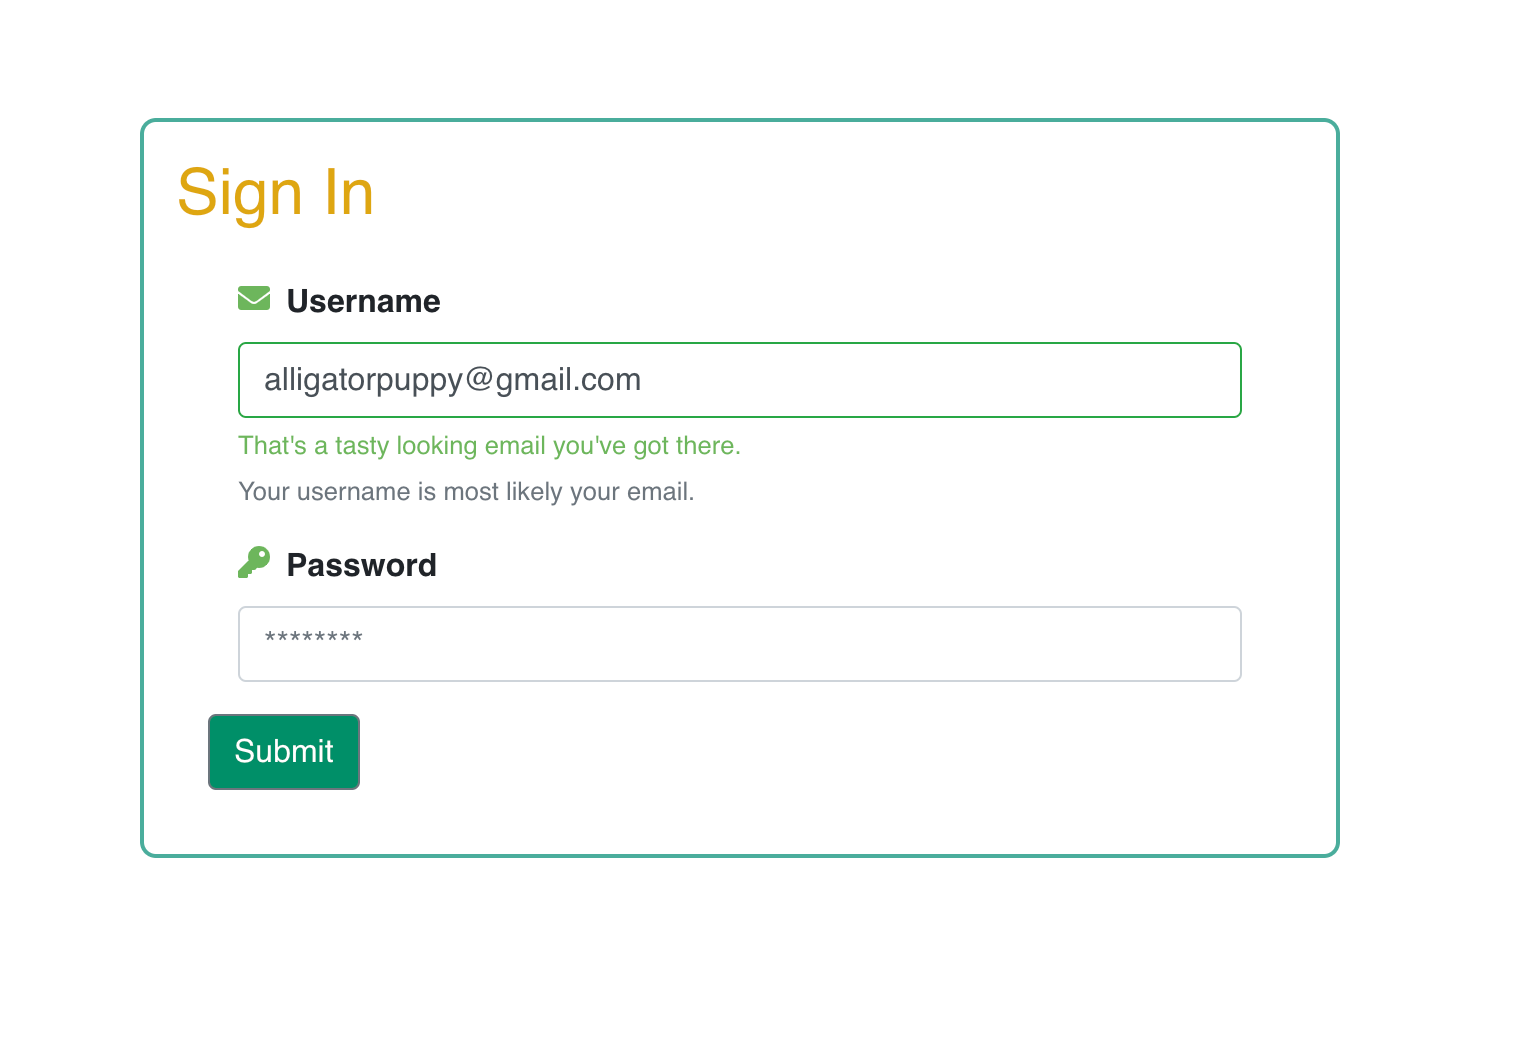 Sign In
Username
alligatorpuppy@gmail.com
That's a tasty looking email you've got there.
Your username is most likely your email.
Password
********
Submit